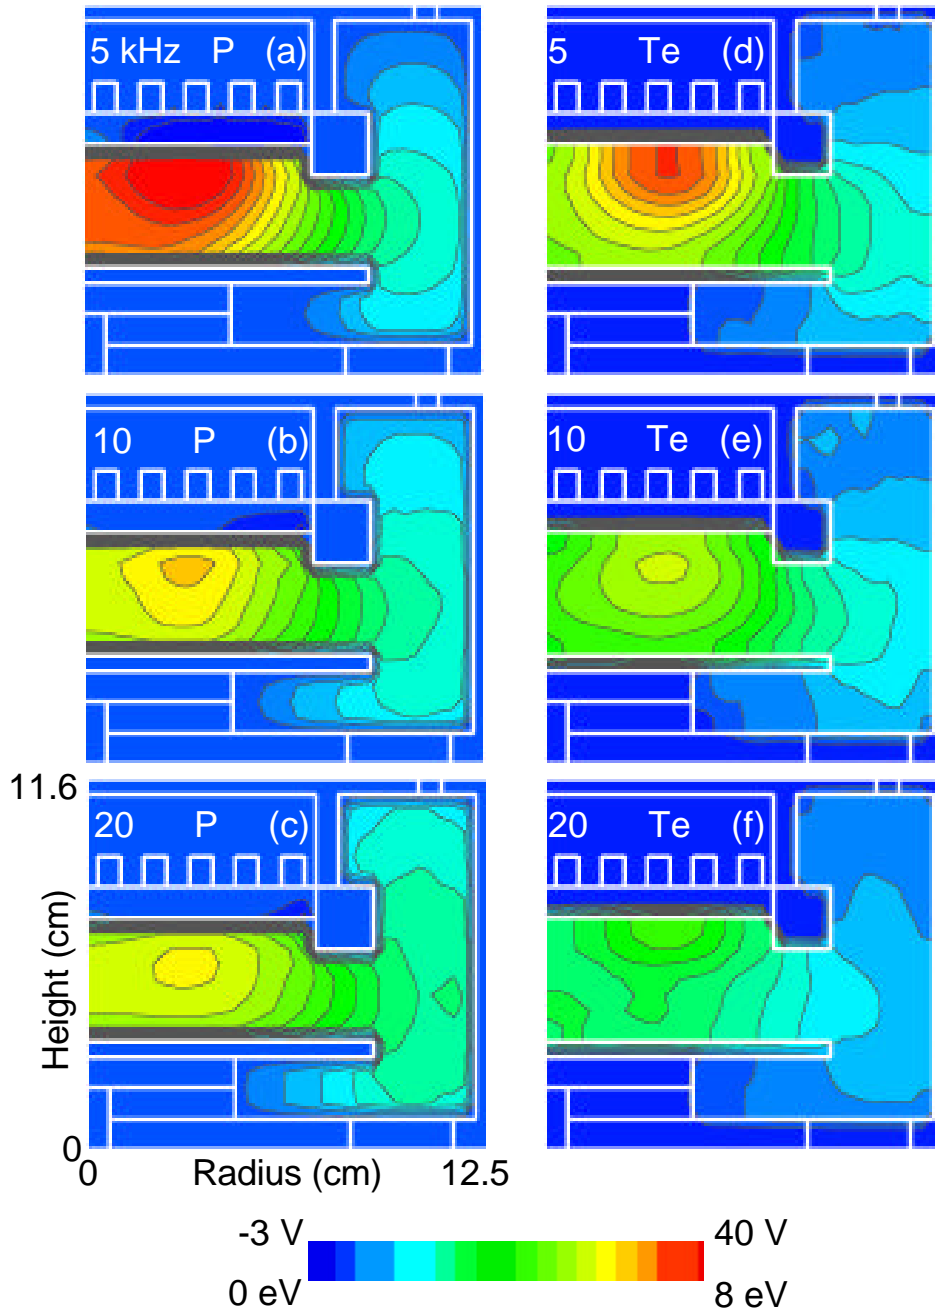 5 kHz P (a)
5 Te (d)
10 P (b)
10 Te (e)
11.6
20 P (c)
20 Te (f)
Height (cm)
0
0 Radius (cm) 12.5
-3 V 40 V
0 eV 8 eV